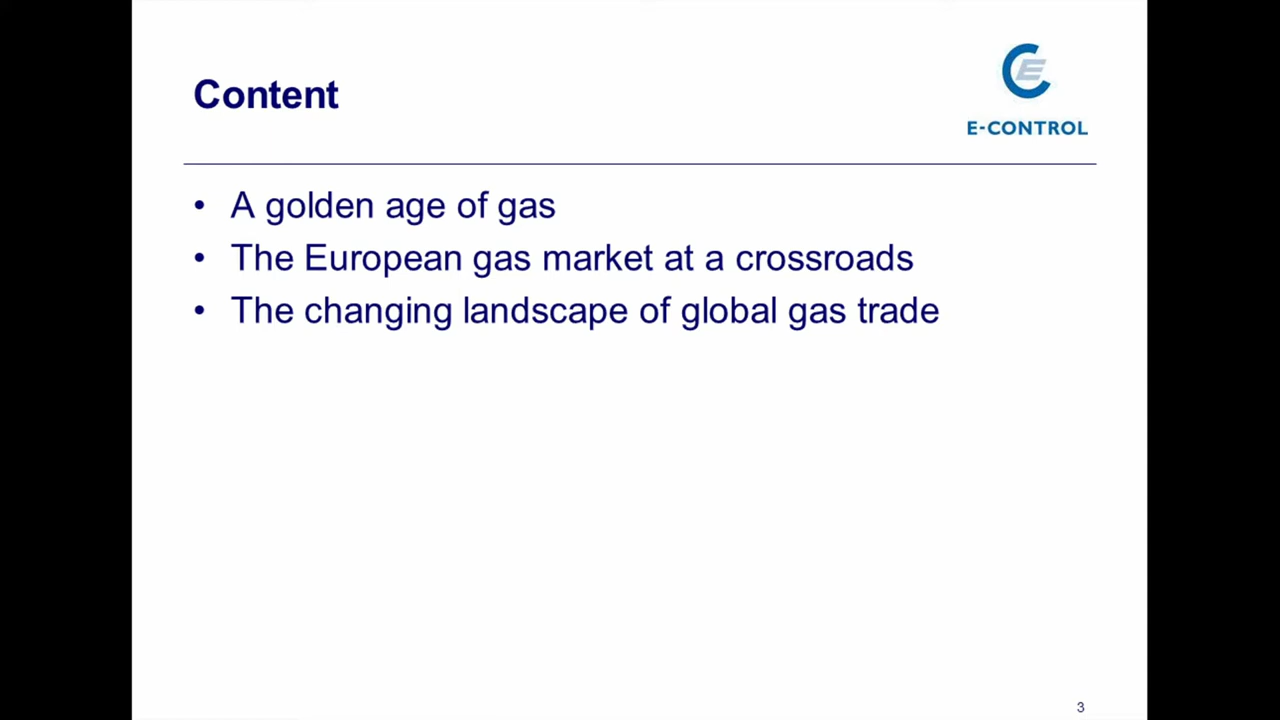 Content
CE
E-CONTROL
• A golden age of gas
• The European gas market at a crossroads
• The changing landscape of global gas trade
3